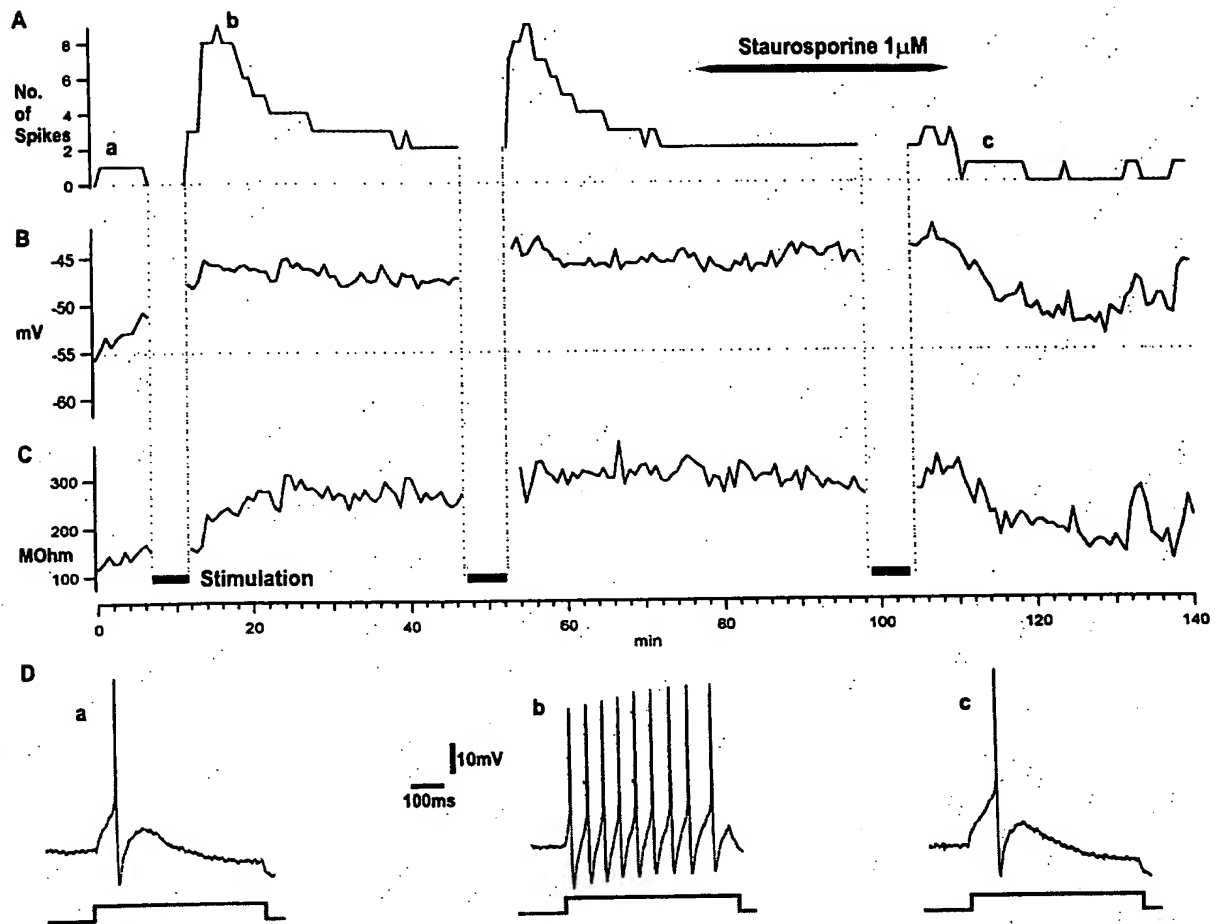 A
b
8
Staurosporine 1µM
6
No.
of
Spikes
4
a
2
c
0
B
-45
-50
mV
-55
-60
C
300
200
MOhm
100
Stimulation
0
20
40
60
80
100
120
140
min
D
a
b
c
10mV
100ms